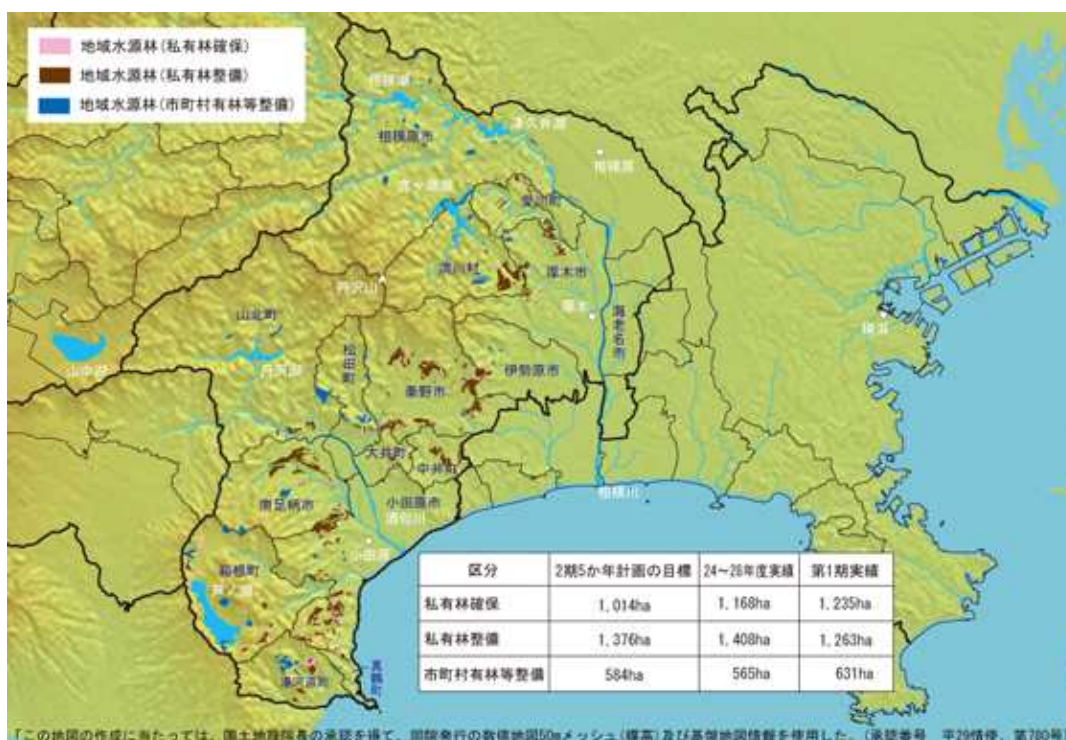 地域水源林(私有林確保)
地域水源林(私有林整備)
地域水源林(市町村有林等整備)
相模湖
津久井湖
相模原市
相模原
宮ヶ瀬湖
愛川町
清川村
厚木市
丹沢山
厚木
海老名市
横浜
山北町
山中湖
丹沢湖
松田町
秦野市
伊勢原市
大井町
中井町
相模川
南足柄市
小田原市
酒匂川
小田原
箱根町
芦ノ湖
真鶴町
湯河原町
区分 2期5か年計画の目標 24~28年度実績 第1期実績
私有林確保 1,014ha 1,168ha 1,235ha
私有林整備 1,376ha 1,408ha 1,263ha
市町村有林等整備 584ha 565ha 631ha
「この地図の作成に当たっては、国土地理院長の承認を得て、同院発行の数値地図50mメッシュ(標高)及び基盤地図情報を使用した。(承認番号 平29情使、第780号)